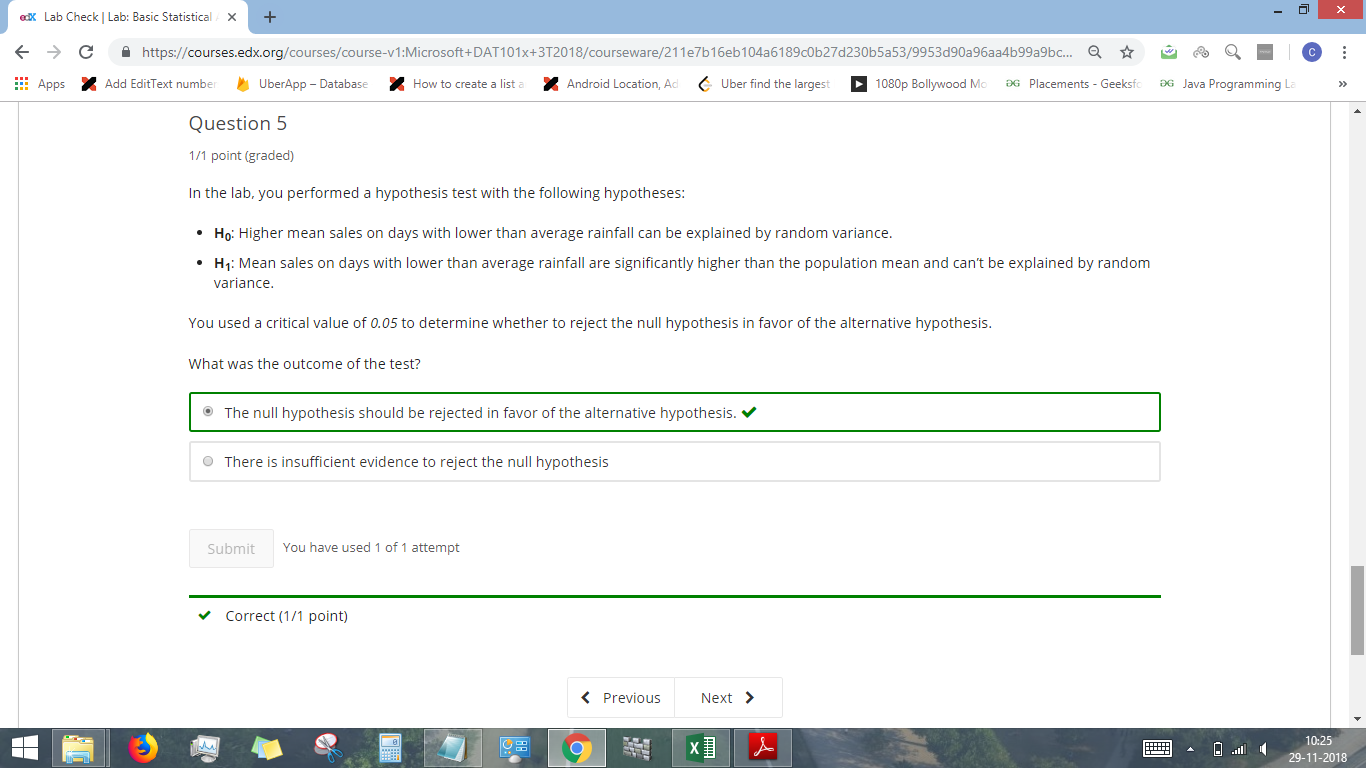 edX Lab Check | Lab: Basic Statistical
https://courses.edx.org/courses/course-v1:Microsoft+DAT101x+3T2018/courseware/211e7b16eb104a6189c0b27d230b5a53/9953d90a96aa4b99a9bc...
C
Apps Add EditText number UberApp – Database How to create a list a Android Location, Ad Uber find the largest 1080p Bollywood Mo Placements - Geeksfo Java Programming La »
Question 5
1/1 point (graded)
In the lab, you performed a hypothesis test with the following hypotheses:
• H0: Higher mean sales on days with lower than average rainfall can be explained by random variance.
• H1: Mean sales on days with lower than average rainfall are significantly higher than the population mean and can’t be explained by random
variance.
You used a critical value of 0.05 to determine whether to reject the null hypothesis in favor of the alternative hypothesis.
What was the outcome of the test?
The null hypothesis should be rejected in favor of the alternative hypothesis.
There is insufficient evidence to reject the null hypothesis
Submit You have used 1 of 1 attempt
Correct (1/1 point)
Previous Next
10:25
29-11-2018